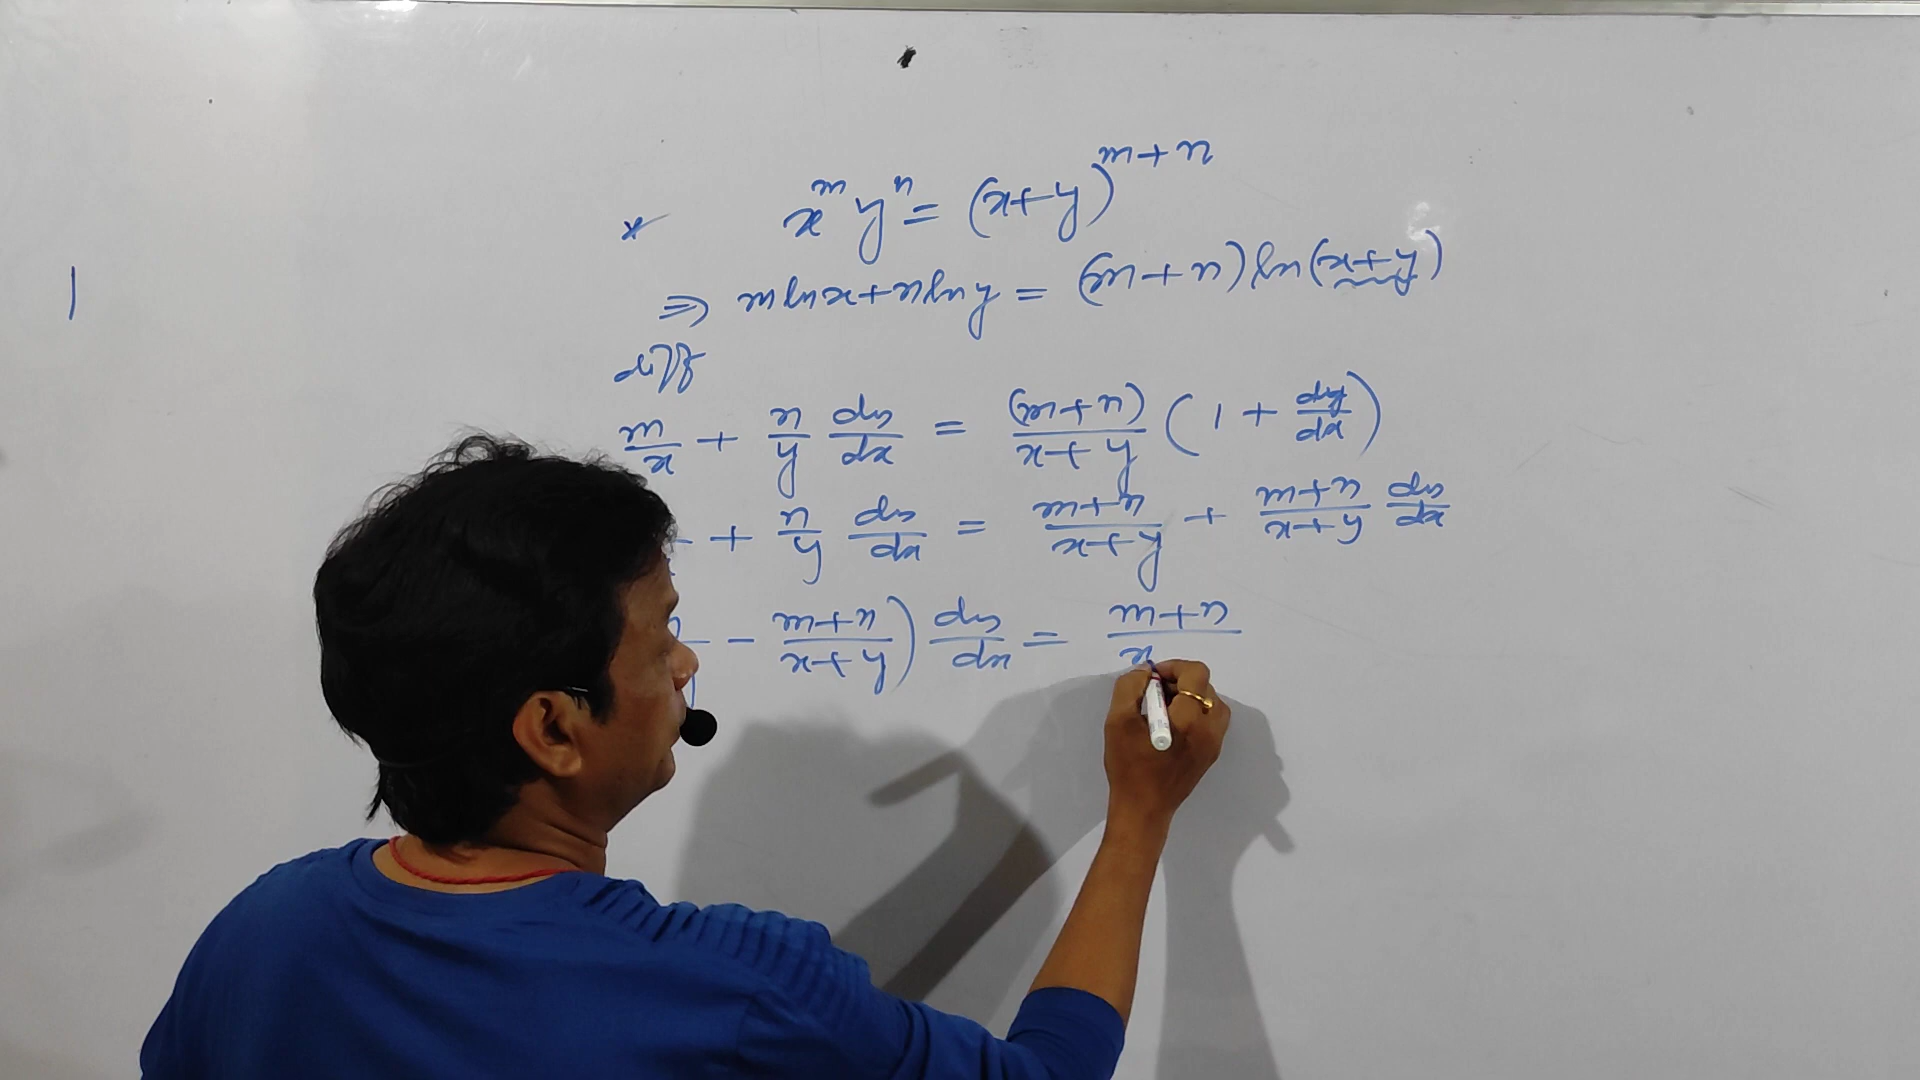 * x^m y^n = (x+y)^{m+n}
⇒ m ln x + n ln y = (m+n) ln (x+y)
diff
m/x + n/y dy/dx = (m+n)/(x+y) (1 + dy/dx)
+ n/y dy/dx = (m+n)/(x+y) + (m+n)/(x+y) dy/dx
- (m+n)/(x+y) ) dy/dx = (m+n)/x